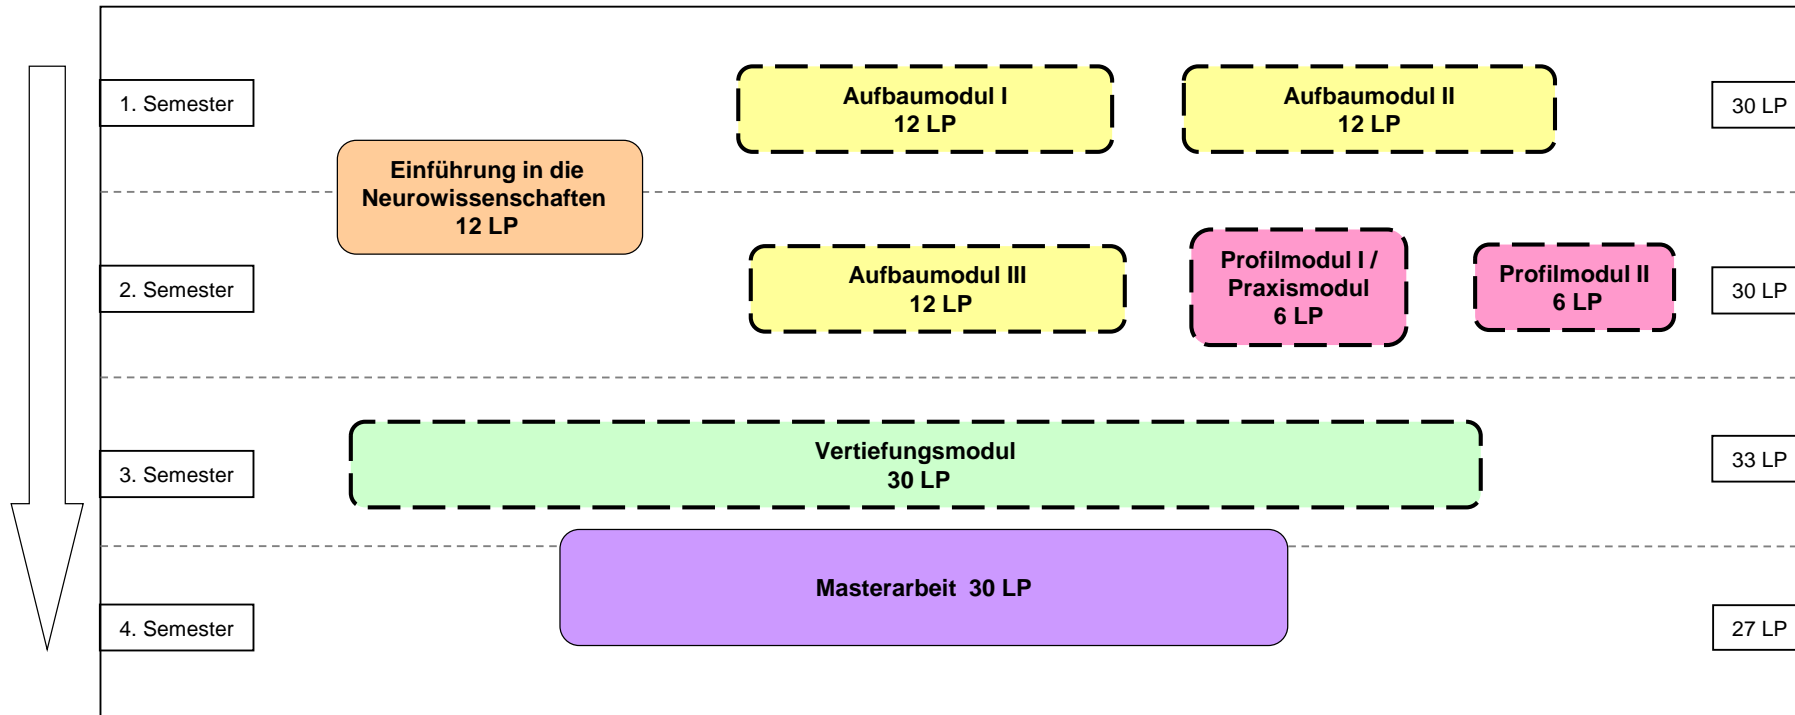 1. Semester
Aufbaumodul I
12 LP
Aufbaumodul II
12 LP
30 LP
Einführung in die
Neurowissenschaften
12 LP
2. Semester
Aufbaumodul III
12 LP
Profilmodul I /
Praxismodul
6 LP
Profilmodul II
6 LP
30 LP
3. Semester
Vertiefungsmodul
30 LP
33 LP
Masterarbeit  30 LP
4. Semester
27 LP